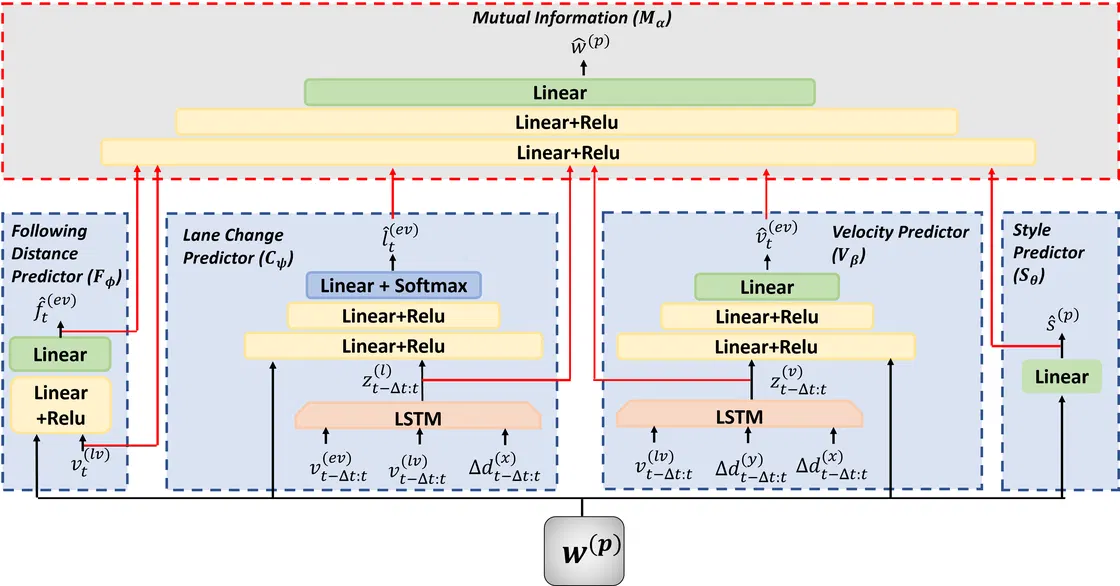 Mutual Information (𝑴_𝜶)
ŵ^(p)
Linear
Linear+Relu
Linear+Relu
Following
Distance
Predictor (𝑭_𝝓)
f̂_t^(ev)
Linear
Linear
+Relu
v_t^(lv)
Lane Change
Predictor (𝑪_𝝍)
l̂_t^(ev)
Linear + Softmax
Linear+Relu
Linear+Relu
z_{t−Δt:t}^(l)
LSTM
v_{t−Δt:t}^(ev) v_{t−Δt:t}^(lv) Δd_{t−Δt:t}^(x)
Velocity Predictor
(𝑽_𝜷)
v̂_t^(ev)
Linear
Linear+Relu
Linear+Relu
z_{t−Δt:t}^(v)
LSTM
v_{t−Δt:t}^(lv) Δd_{t−Δt:t}^(y) Δd_{t−Δt:t}^(x)
Style
Predictor
(𝑺_𝜽)
ŝ^(p)
Linear
w^(p)